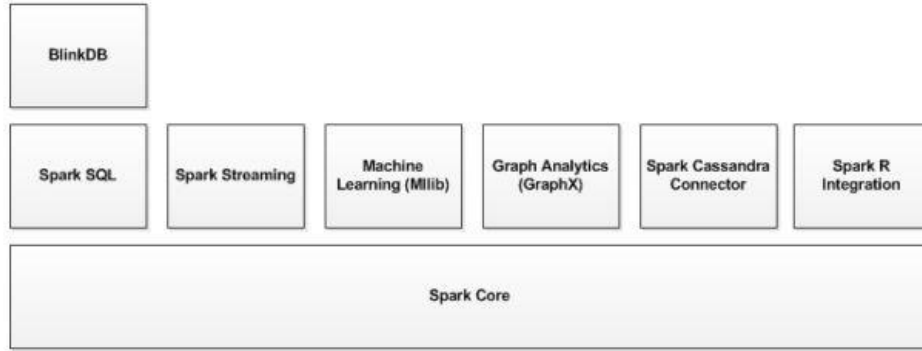 BlinkDB
Spark SQL
Spark Streaming
Machine
Learning (Mllib)
Graph Analytics
(GraphX)
Spark Cassandra
Connector
Spark R
Integration
Spark Core